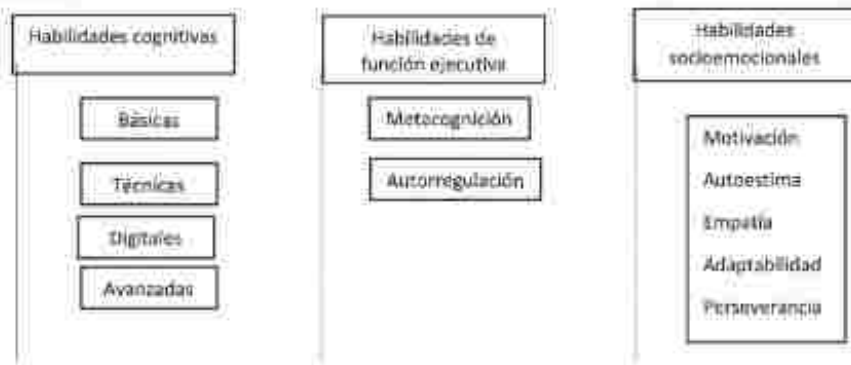 Habilidades cognitivas
Básicas
Técnicas
Digitales
Avanzadas
Habilidades de
función ejecutiva
Metacognición
Autorregulación
Habilidades
socioemocionales
Motivación
Autoestima
Empatía
Adaptabilidad
Perseverancia